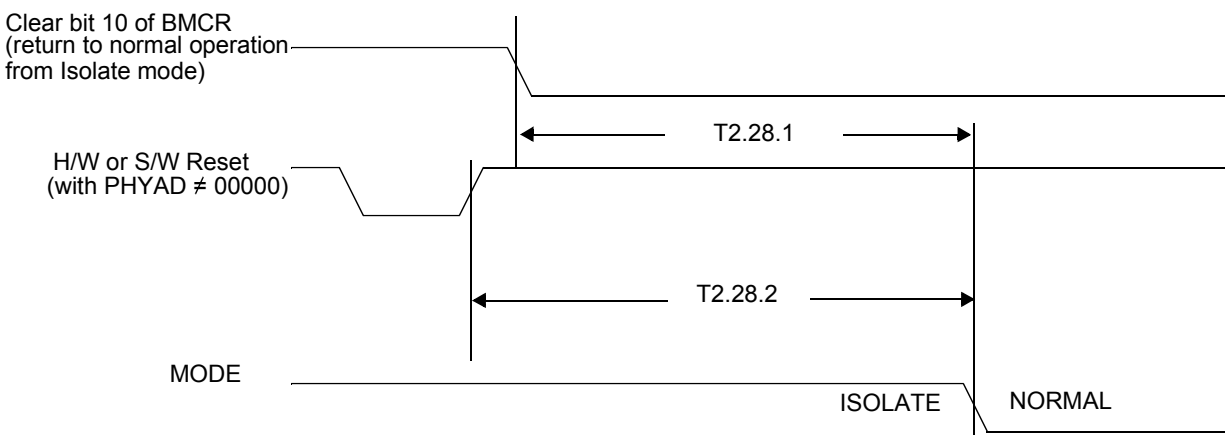 Clear bit 10 of BMCR
(return to normal operation
from Isolate mode)
T2.28.1
H/W or S/W Reset
(with PHYAD ≠ 00000)
T2.28.2
MODE
ISOLATE
NORMAL